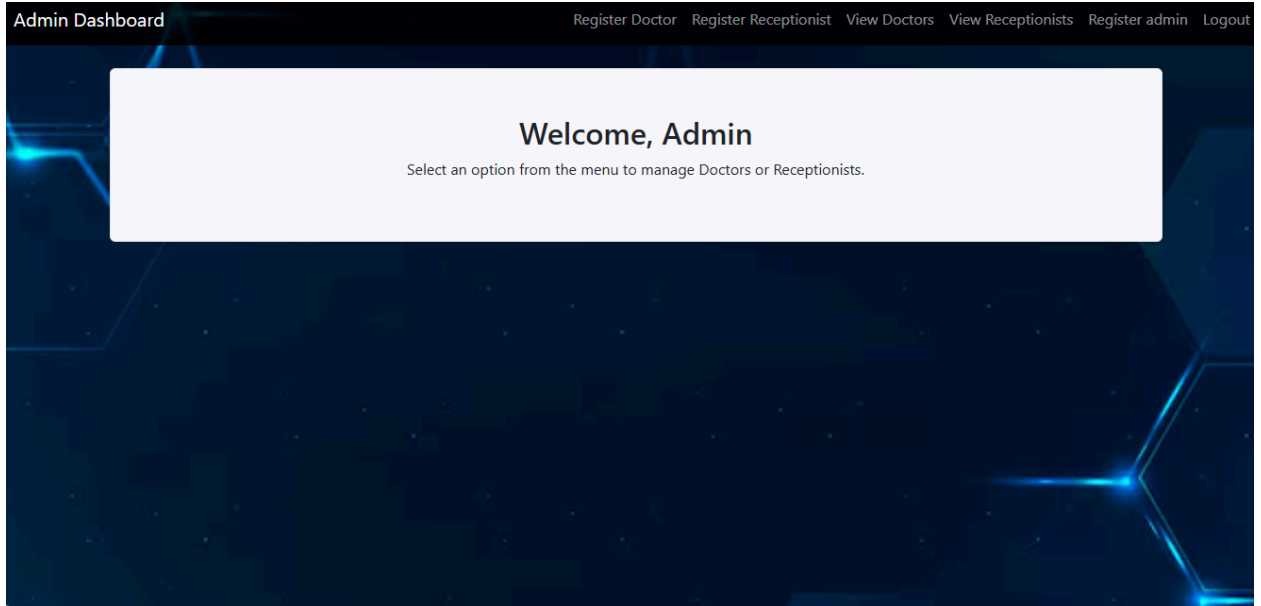 Admin Dashboard Register Doctor Register Receptionist View Doctors View Receptionists Register admin Logout
Welcome, Admin
Select an option from the menu to manage Doctors or Receptionists.